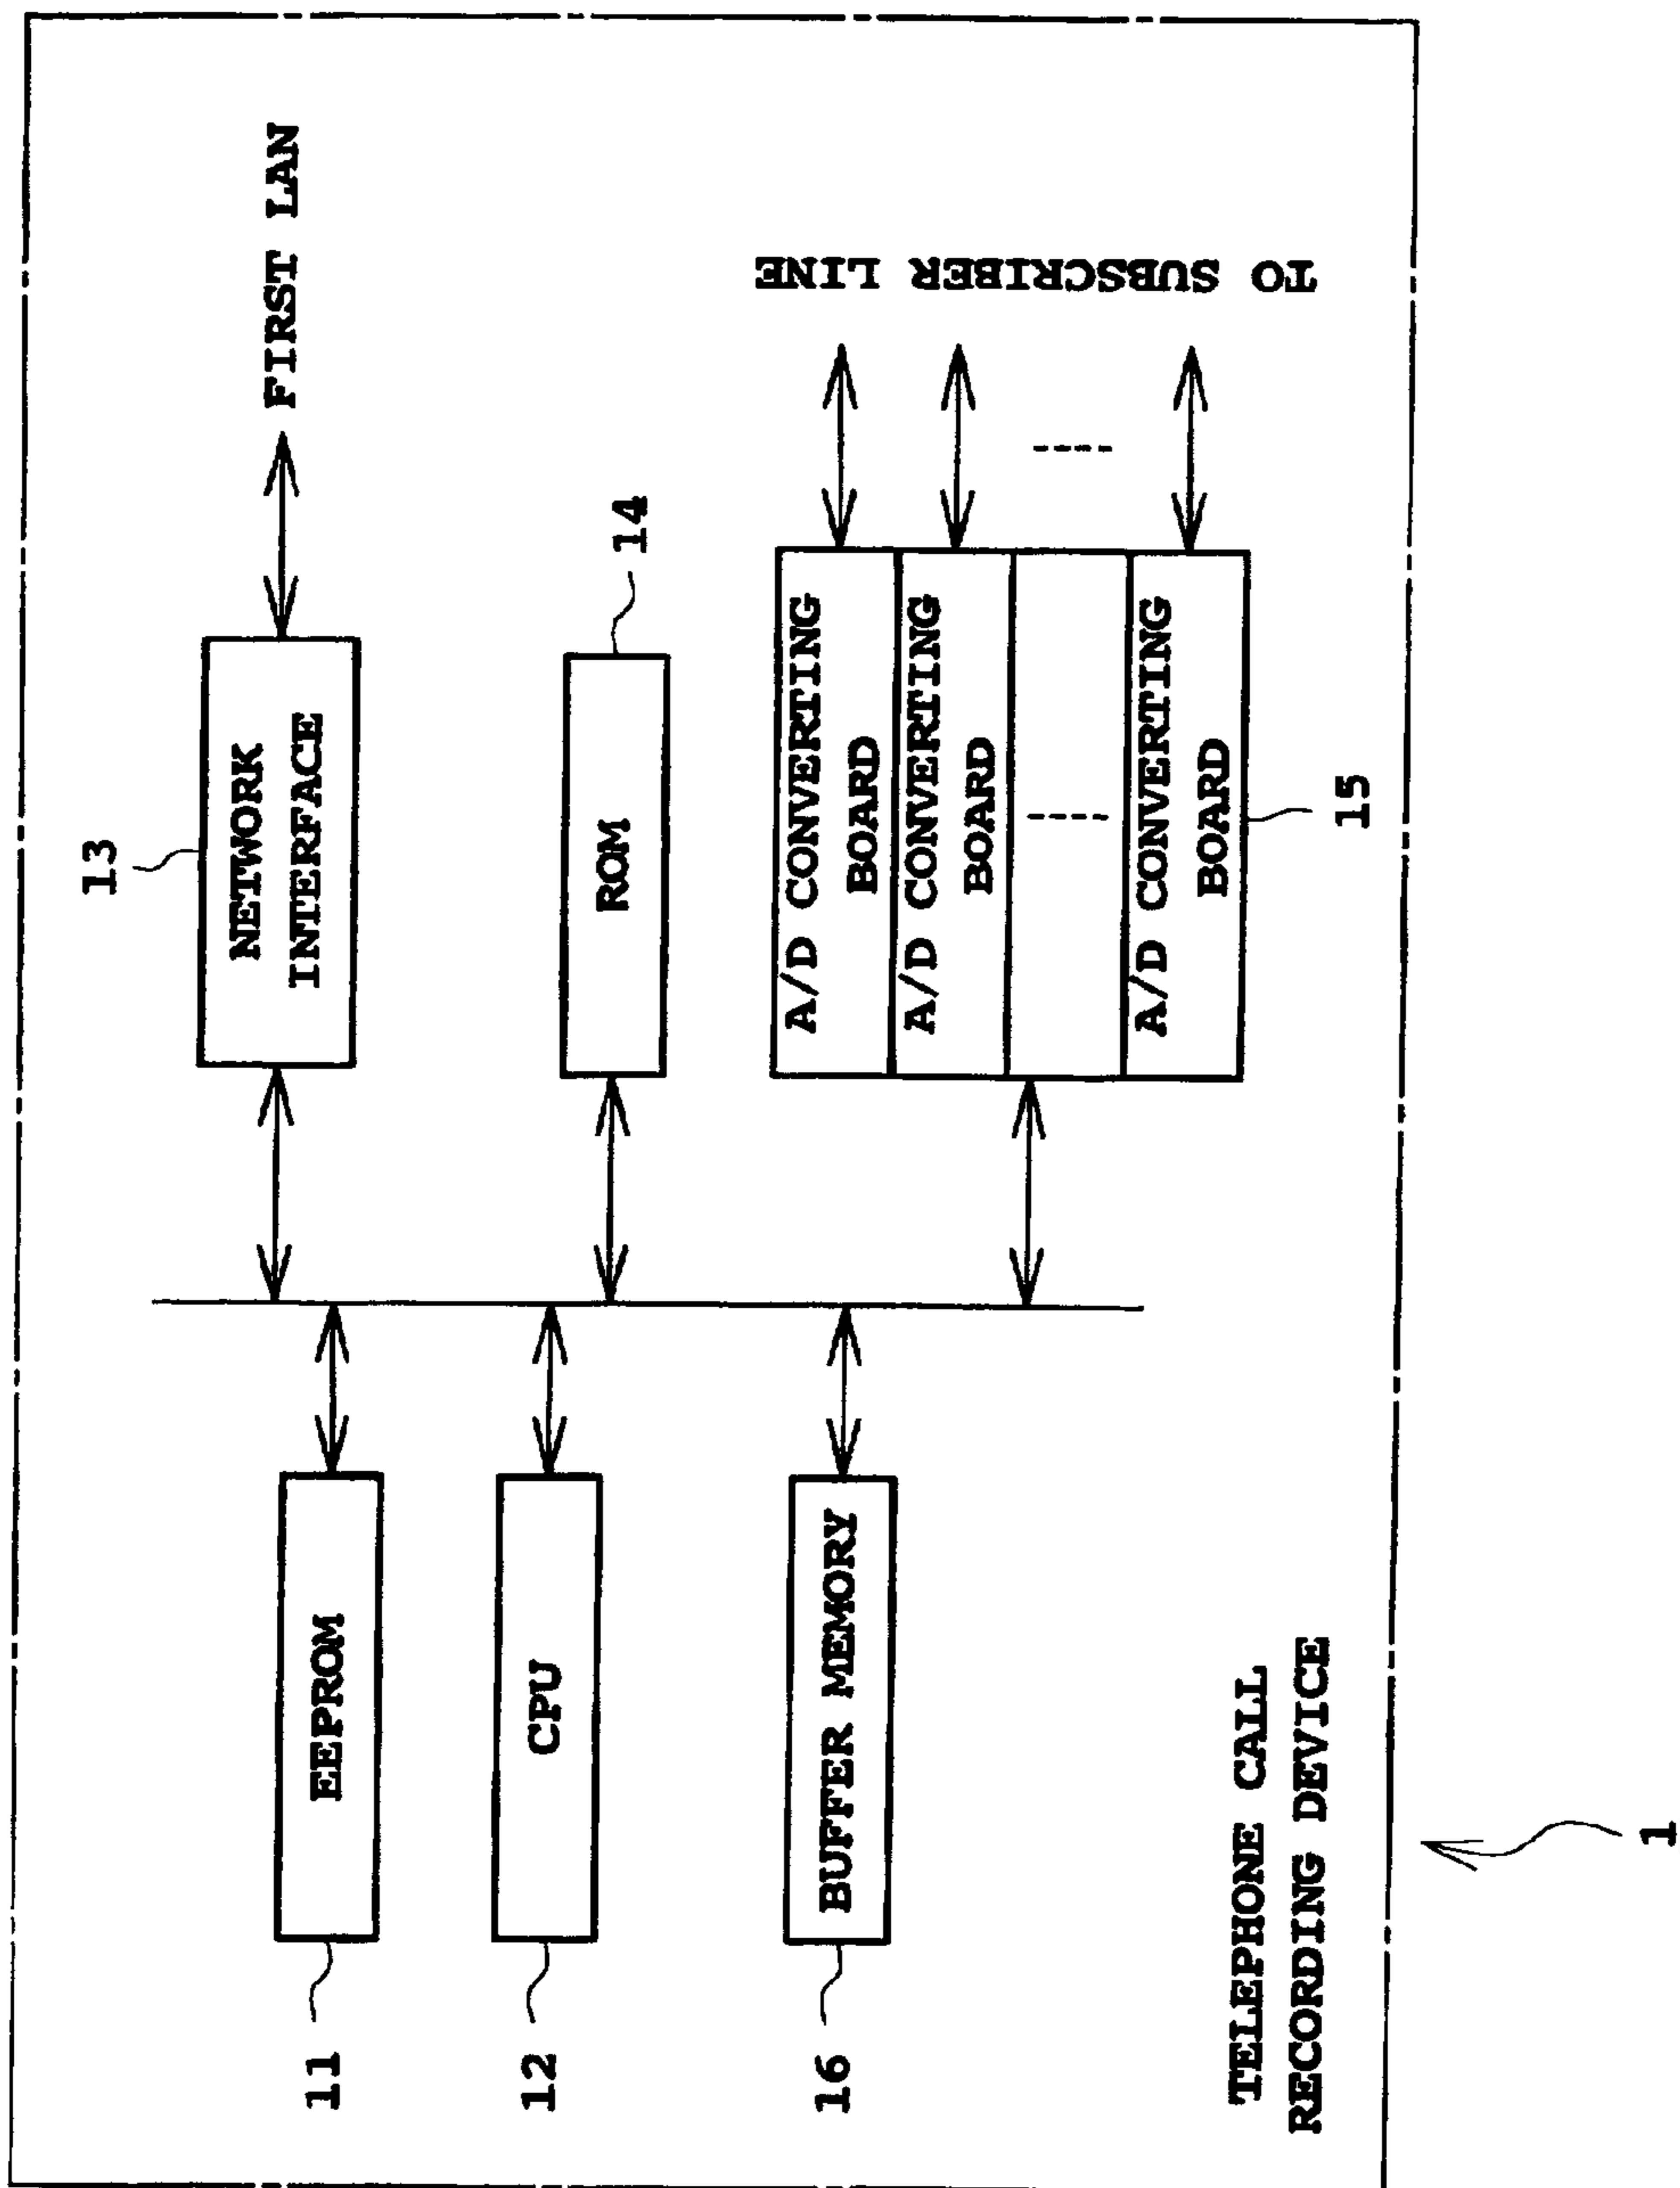 13
NETWORK
INTERFACE
FIRST LAN
11
EEPROM
12
CPU
ROM
14
16
BUFFER MEMORY
A/D CONVERTING
BOARD
A/D CONVERTING
BOARD
A/D CONVERTING
BOARD
15
TO SUBSCRIBER LINE
TELEPHONE CALL
RECORDING DEVICE
1